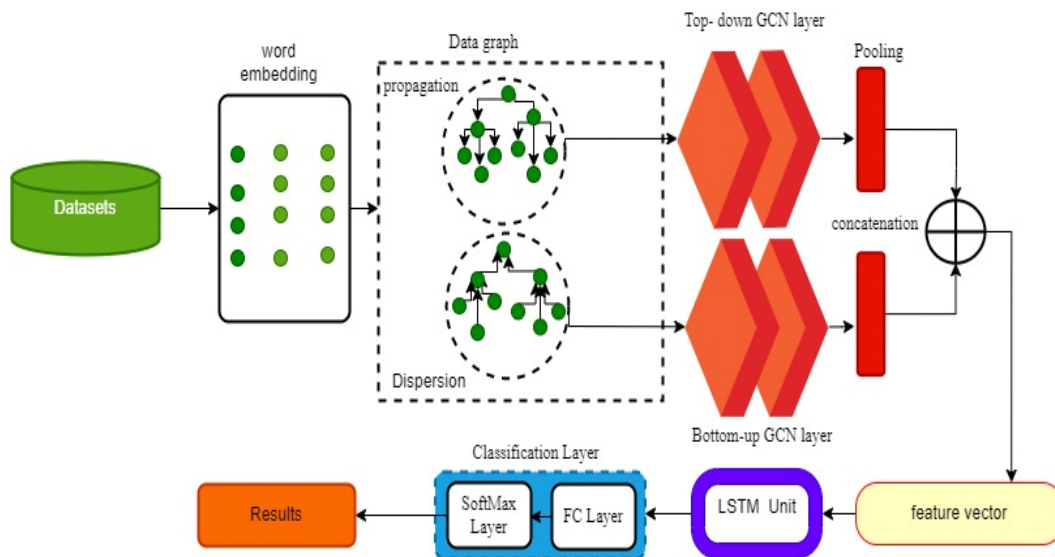 Top- down GCN layer
Data graph
word
embedding
Pooling
propagation
Datasets
concatenation
Dispersion
Bottom-up GCN layer
Classification Layer
Results
SoftMax
Layer
FC Layer
LSTM Unit
feature vector